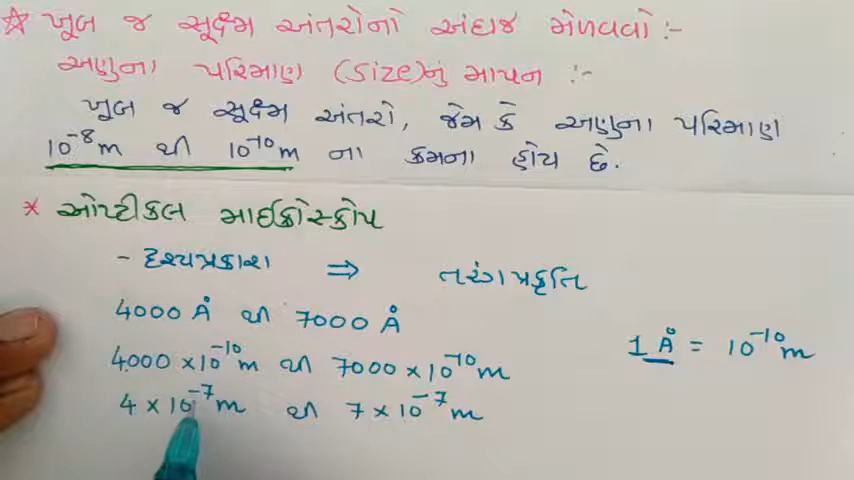 ☆ ખૂબ જ સૂક્ષ્મ અંતરોનો અંદાજ મેળવવો :-
અણુના પરિમાણ (Size)નું માપન :-
ખૂબ જ સૂક્ષ્મ અંતરો, જેમ કે અણુના પરિમાણ
10⁻⁸m થી 10⁻¹⁰m ના ક્રમના હોય છે.
* ઓપ્ટીકલ માઈક્રોસ્કોપ
- દ્રશ્યપ્રકાશ ⇒ તરંગપ્રકૃતિ
4000 Å થી 7000 Å
1 Å = 10⁻¹⁰m
4000 × 10⁻¹⁰m થી 7000 × 10⁻¹⁰m
4 × 10⁻⁷m થી 7 × 10⁻⁷m